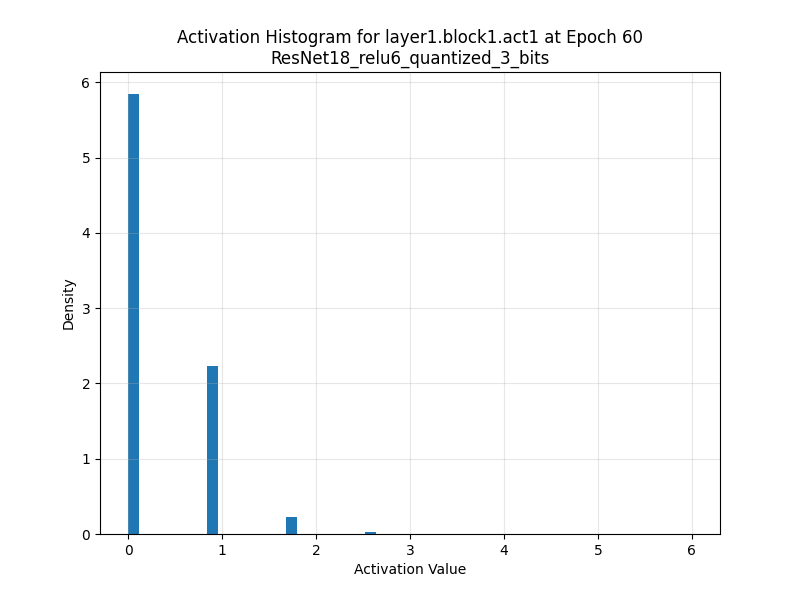 Activation Histogram for layer1.block1.act1 at Epoch 60
ResNet18_relu6_quantized_3_bits
6
5
4
3
2
1
0
Density
0 1 2 3 4 5 6
Activation Value